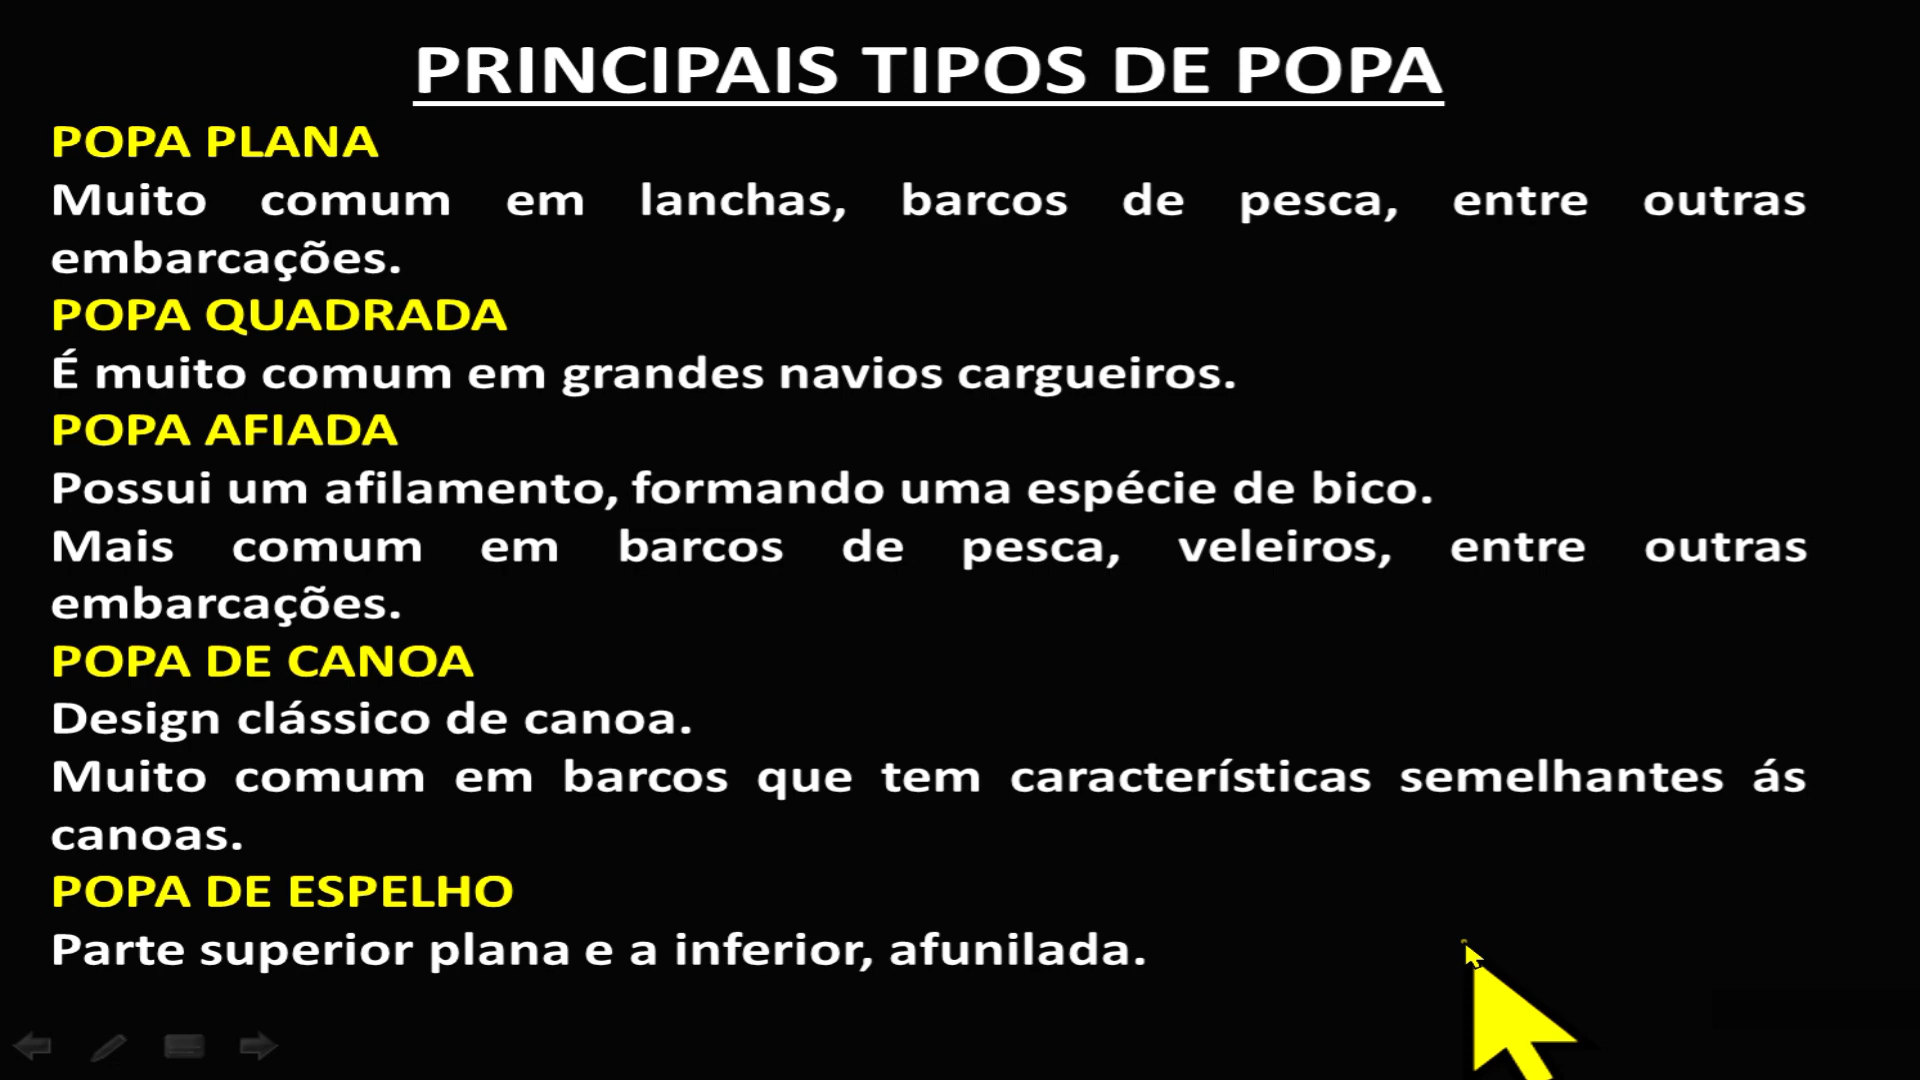 PRINCIPAIS TIPOS DE POPA
POPA PLANA
Muito comum em lanchas, barcos de pesca, entre outras
embarcações.
POPA QUADRADA
É muito comum em grandes navios cargueiros.
POPA AFIADA
Possui um afilamento, formando uma espécie de bico.
Mais comum em barcos de pesca, veleiros, entre outras
embarcações.
POPA DE CANOA
Design clássico de canoa.
Muito comum em barcos que tem características semelhantes ás
canoas.
POPA DE ESPELHO
Parte superior plana e a inferior, afunilada.